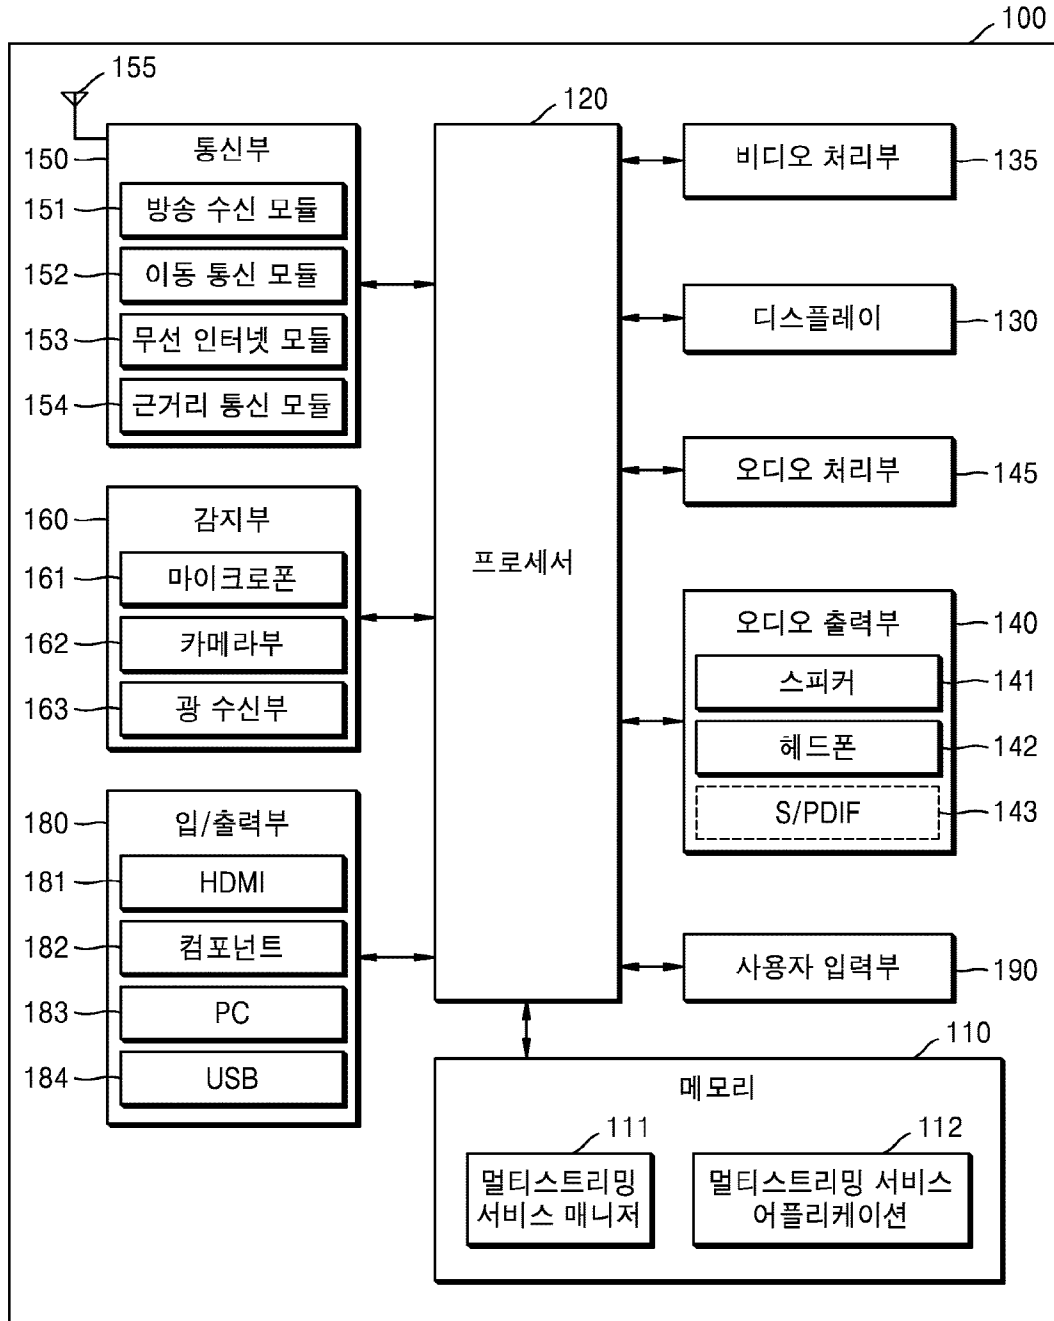 100
155
150
통신부
151
방송 수신 모듈
152
이동 통신 모듈
153
무선 인터넷 모듈
154
근거리 통신 모듈
160
감지부
161
마이크로폰
162
카메라부
163
광 수신부
180
입/출력부
181
HDMI
182
컴포넌트
183
PC
184
USB
120
프로세서
비디오 처리부
135
디스플레이
130
오디오 처리부
145
오디오 출력부
140
스피커
141
헤드폰
142
S/PDIF
143
사용자 입력부
190
110
메모리
111
멀티스트리밍
서비스 매니저
112
멀티스트리밍 서비스
어플리케이션